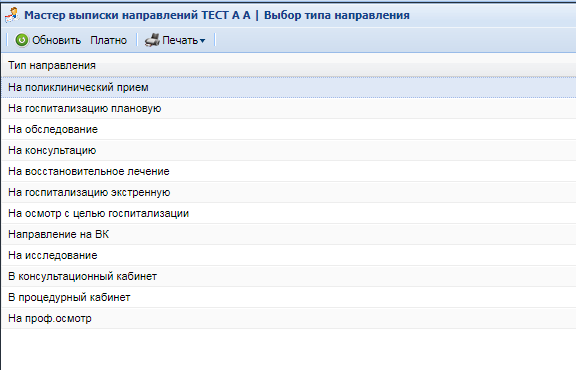 Мастер выписки направлений ТЕСТ А А | Выбор типа направления
Обновить Платно Печать
Тип направления
На поликлинический прием
На госпитализацию плановую
На обследование
На консультацию
На восстановительное лечение
На госпитализацию экстренную
На осмотр с целью госпитализации
Направление на ВК
На исследование
В консультационный кабинет
В процедурный кабинет
На проф.осмотр